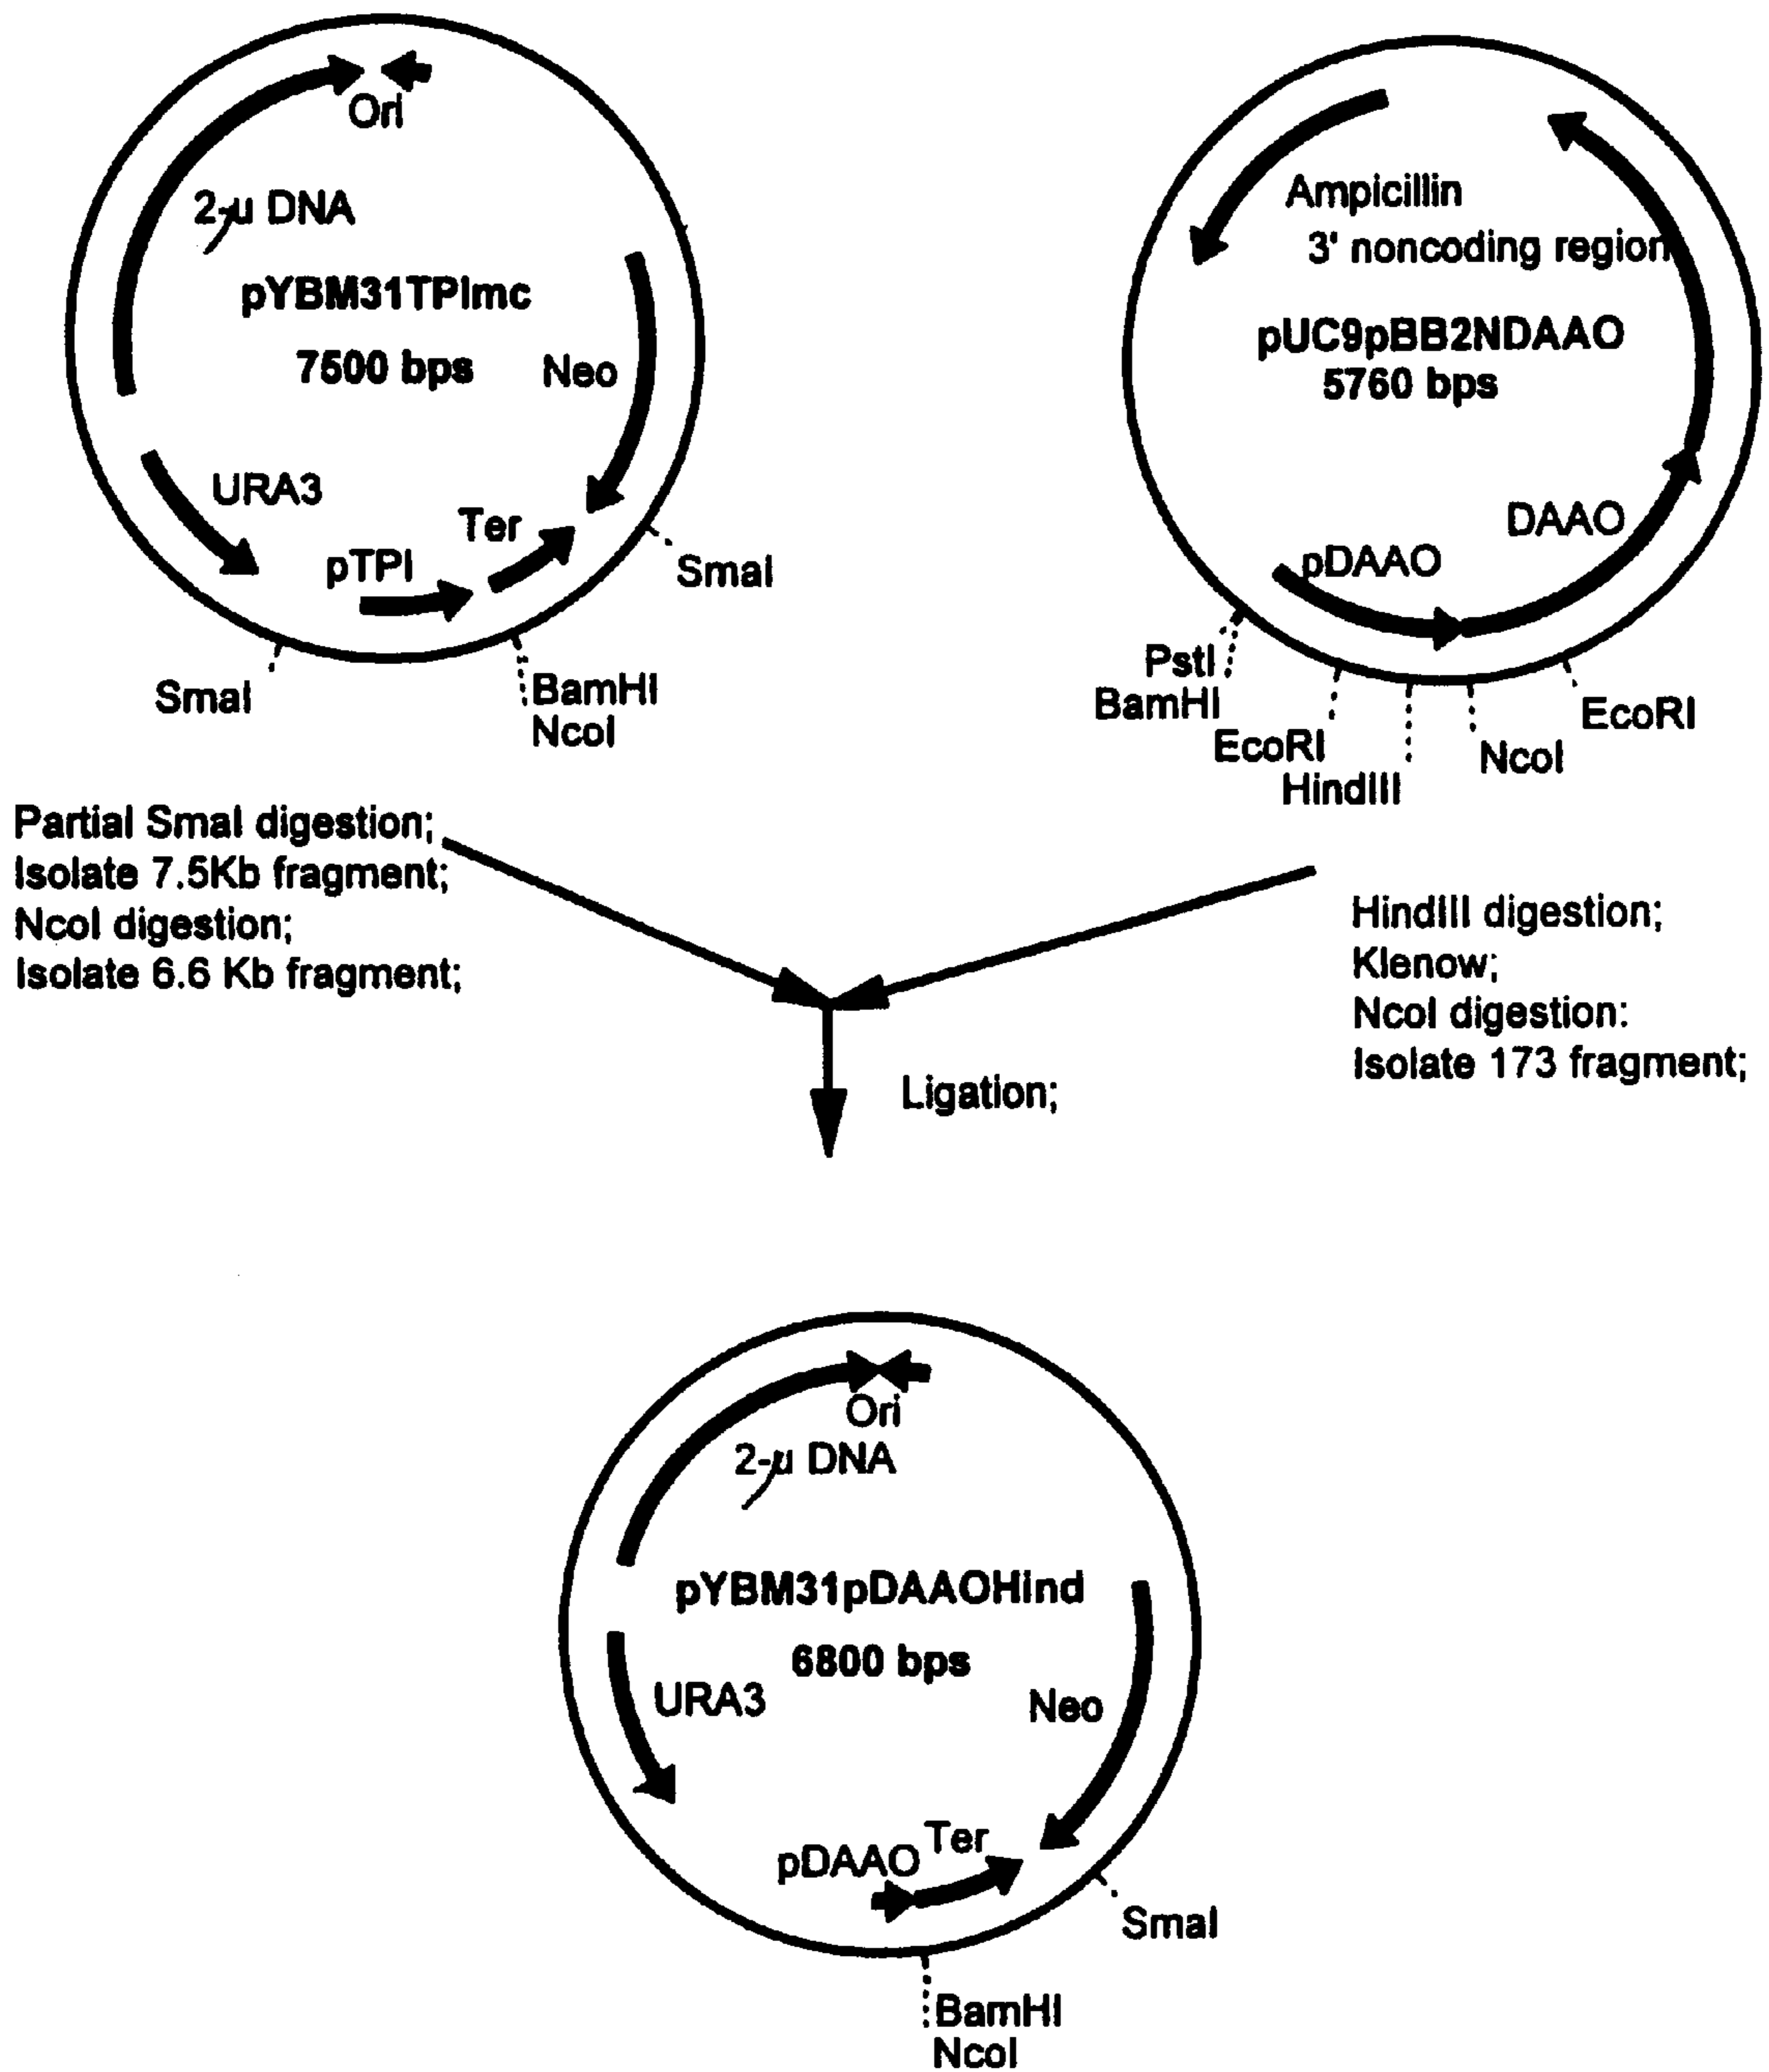 Ori
2-μ DNA
pYBM31TPImc
7500 bps
Neo
URA3
Ter
pTPI
SmaI
SmaI
BamHI
NcoI
Ampicillin
3' noncoding region
pUC9pBB2NDAAO
5760 bps
DAAO
pDAAO
PstI
BamHI
EcoRI
HindIII
NcoI
EcoRI
Partial SmaI digestion;
Isolate 7.5Kb fragment;
NcoI digestion;
Isolate 6.6 Kb fragment;
HindIII digestion;
Klenow;
NcoI digestion:
Isolate 173 fragment;
Ligation;
Ori
2-μ DNA
pYBM31pDAAOHind
6800 bps
URA3
Neo
pDAAO
Ter
SmaI
BamHI
NcoI